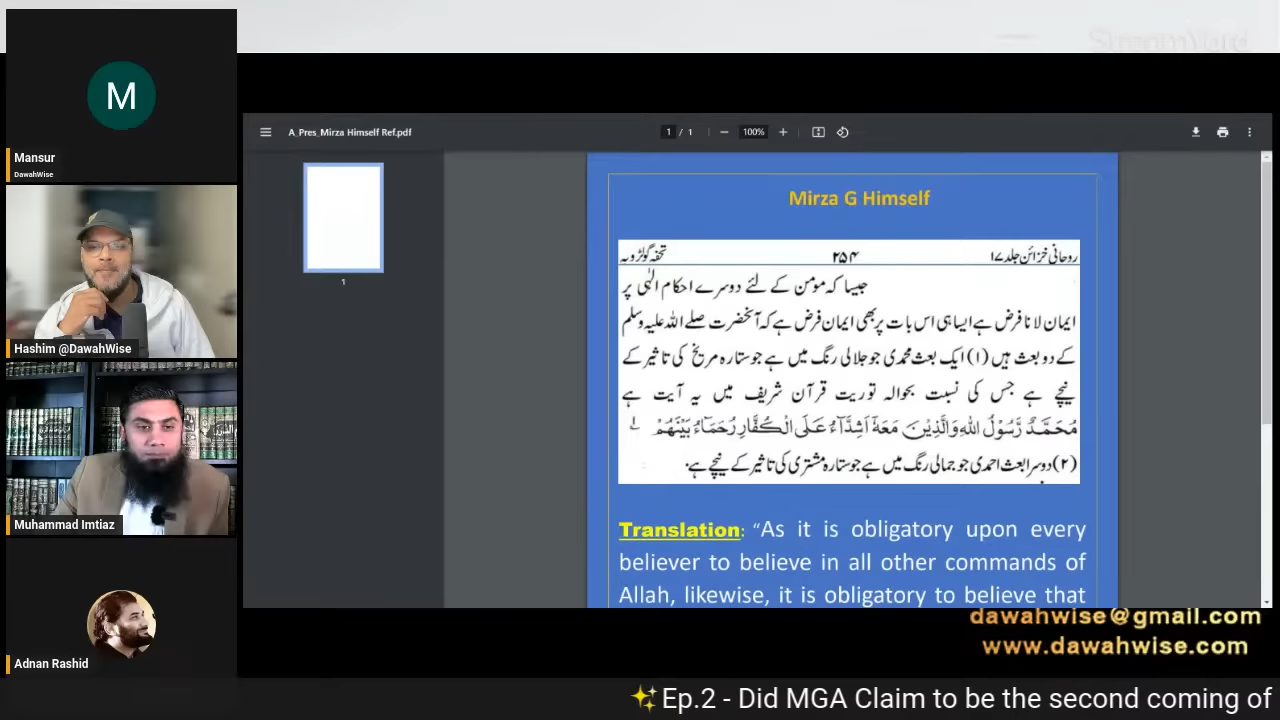 StreamYard
M
Mansur
DawahWise
Hashim @DawahWise
Muhammad Imtiaz
Adnan Rashid
A_Pres_Mirza Himself Ref.pdf
1 / 1
100%
1
Mirza G Himself
روحانی خزائن جلد ۱۷ ۲۵۴ تحفہ گولڑویہ
جیسا کہ مومن کے لئے دوسرے احکام الٰہی پر
ایمان لانا فرض ہے ایسا ہی اس بات پر بھی ایمان فرض ہے کہ آنحضرت صلے اللہ علیہ وسلم
کے دو بعث ہیں (۱) ایک بعث محمدی جو جلالی رنگ میں ہے جو ستارہ مریخ کی تاثیر کے
نیچے ہے جس کی نسبت بحوالہ توریت قرآن شریف میں یہ آیت ہے
مُحَمَّدٌ رَّسُوْلُ اللّٰهِ وَالَّذِيْنَ مَعَهٗۤ اَشِدَّآءُ عَلَى الْكُفَّارِ رُحَمَآءُ بَيْنَهُمْ ۱
(۲) دوسرا بعث احمدی جو جمالی رنگ میں ہے جو ستارہ مشتری کی تاثیر کے نیچے ہے
Translation: “As it is obligatory upon every
believer to believe in all other commands of
Allah, likewise, it is obligatory to believe that
dawahwise@gmail.com
www.dawahwise.com
✨Ep.2 - Did MGA Claim to be the second coming of